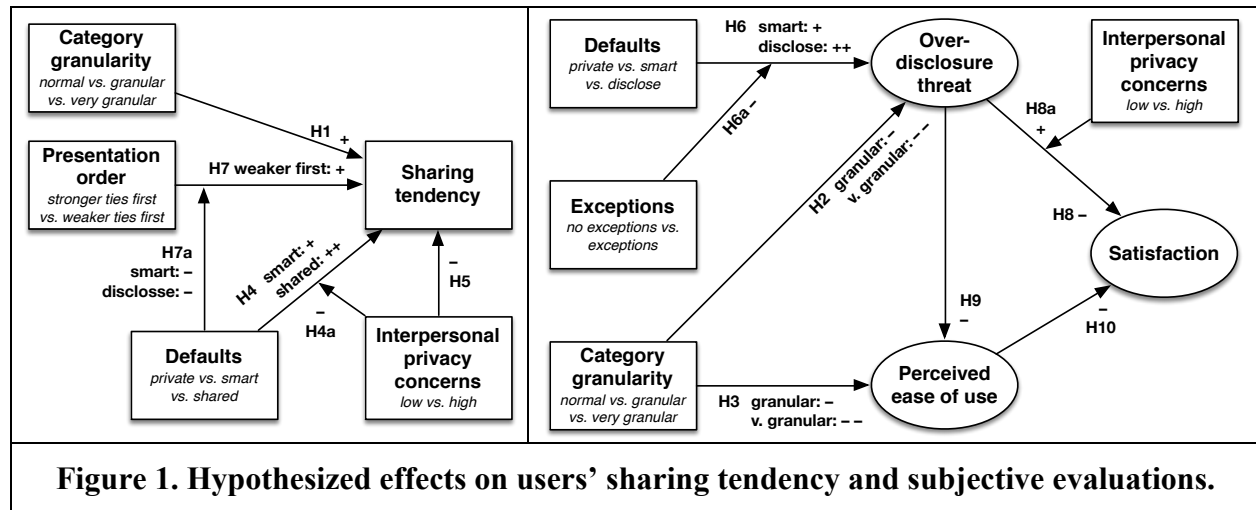 Category
granularity
normal vs. granular
vs. very granular
H1 +
Presentation
order
stronger ties first
vs. weaker ties first
H7 weaker first: +
Sharing
tendency
H7a
smart: –
disclosse: –
H4 smart: +
shared: ++
–
H4a
–
H5
Defaults
private vs. smart
vs. shared
Interpersonal
privacy
concerns
low vs. high
Defaults
private vs. smart
vs. disclose
H6 smart: +
disclose: ++
Over-
disclosure
threat
Interpersonal
privacy
concerns
low vs. high
H6a –
H8a
+
Exceptions
no exceptions vs.
exceptions
H2 granular: –
v. granular: – –
H8 –
Satisfaction
H9
–
–
H10
Category
granularity
normal vs. granular
vs. very granular
H3 granular: –
v. granular: – –
Perceived
ease of use
Figure 1. Hypothesized effects on users’ sharing tendency and subjective evaluations.